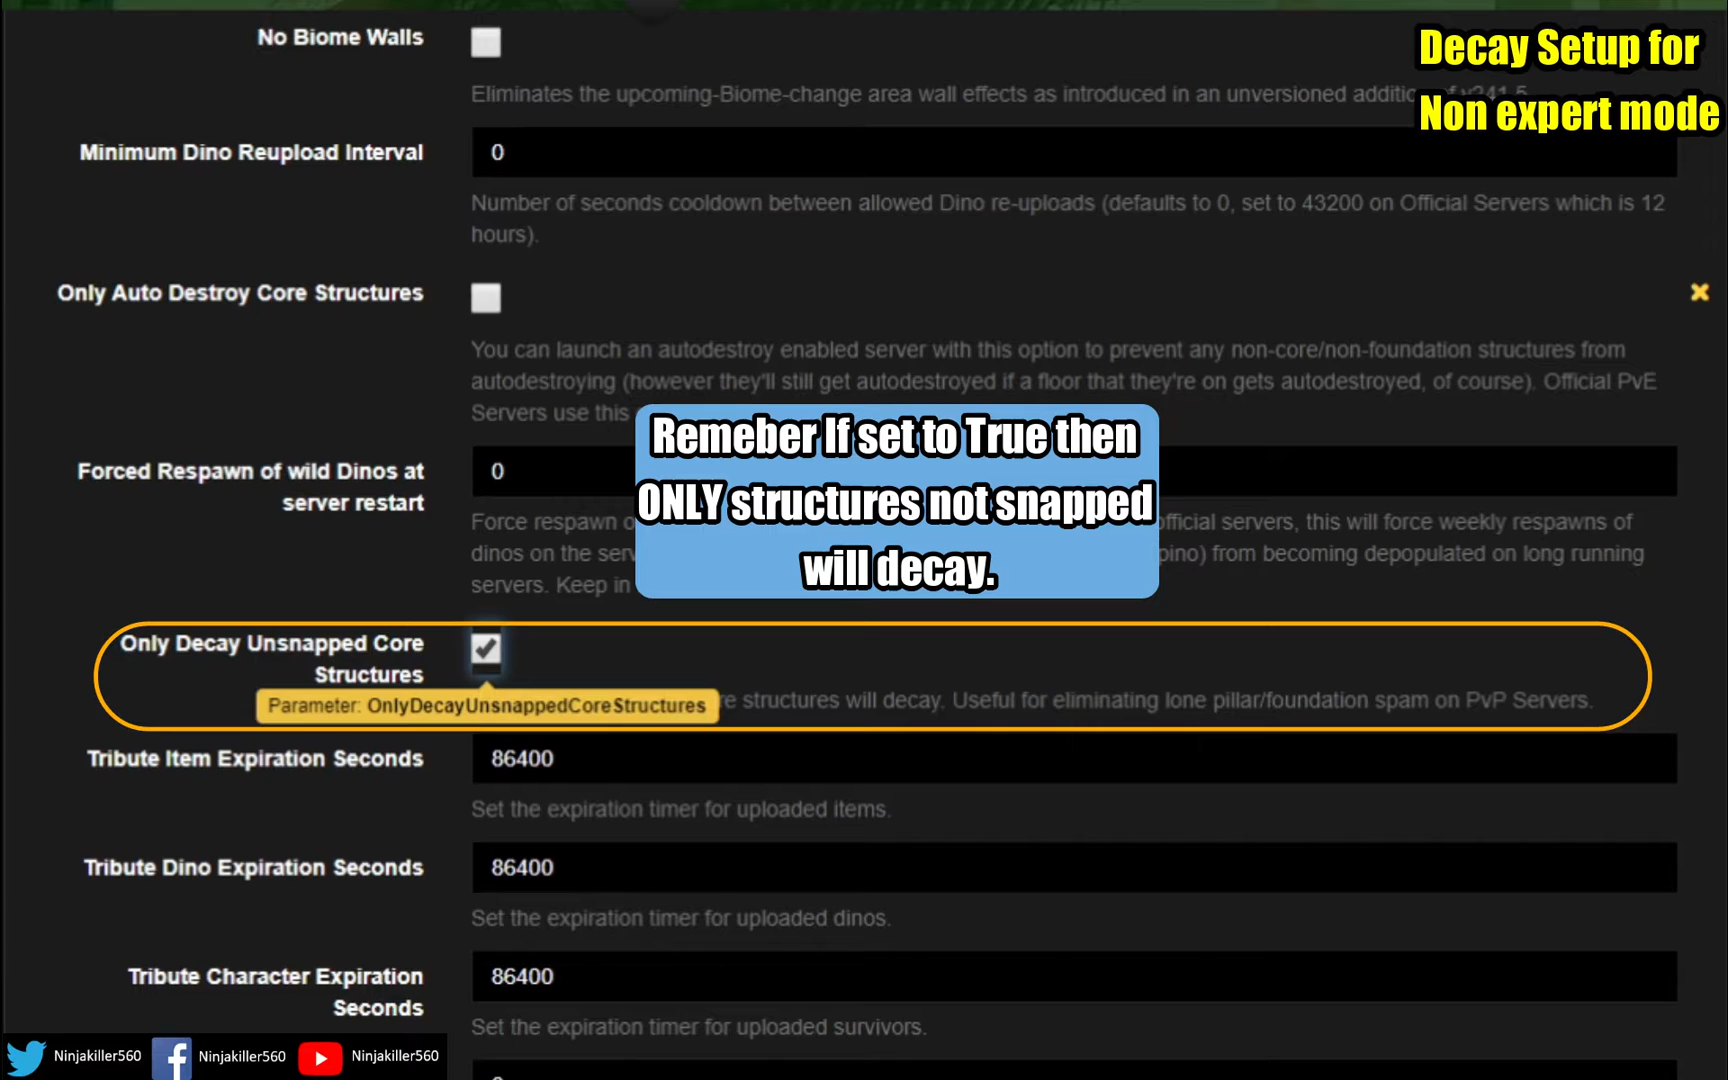 No Biome Walls
Eliminates the upcoming-Biome-change area wall effects as introduced in an unversioned addition of v241.5
Decay Setup for
Non expert mode
Minimum Dino Reupload Interval
0
Number of seconds cooldown between allowed Dino re-uploads (defaults to 0, set to 43200 on Official Servers which is 12
hours).
Only Auto Destroy Core Structures
You can launch an autodestroy enabled server with this option to prevent any non-core/non-foundation structures from
autodestroying (however they'll still get autodestroyed if a floor that they're on gets autodestroyed, of course). Official PvE
Servers use this
Remeber If set to True then
ONLY structures not snapped
will decay.
Forced Respawn of wild Dinos at
server restart
0
Force respawn official servers, this will force weekly respawns of
dinos on the from becoming depopulated on long running
servers. Keep in
Only Decay Unsnapped Core
Structures
Parameter: OnlyDecayUnsnappedCoreStructures
structures will decay. Useful for eliminating lone pillar/foundation spam on PvP Servers.
Tribute Item Expiration Seconds
86400
Set the expiration timer for uploaded items.
Tribute Dino Expiration Seconds
86400
Set the expiration timer for uploaded dinos.
Tribute Character Expiration
Seconds
86400
Set the expiration timer for uploaded survivors.
Ninjakiller560
Ninjakiller560
Ninjakiller560